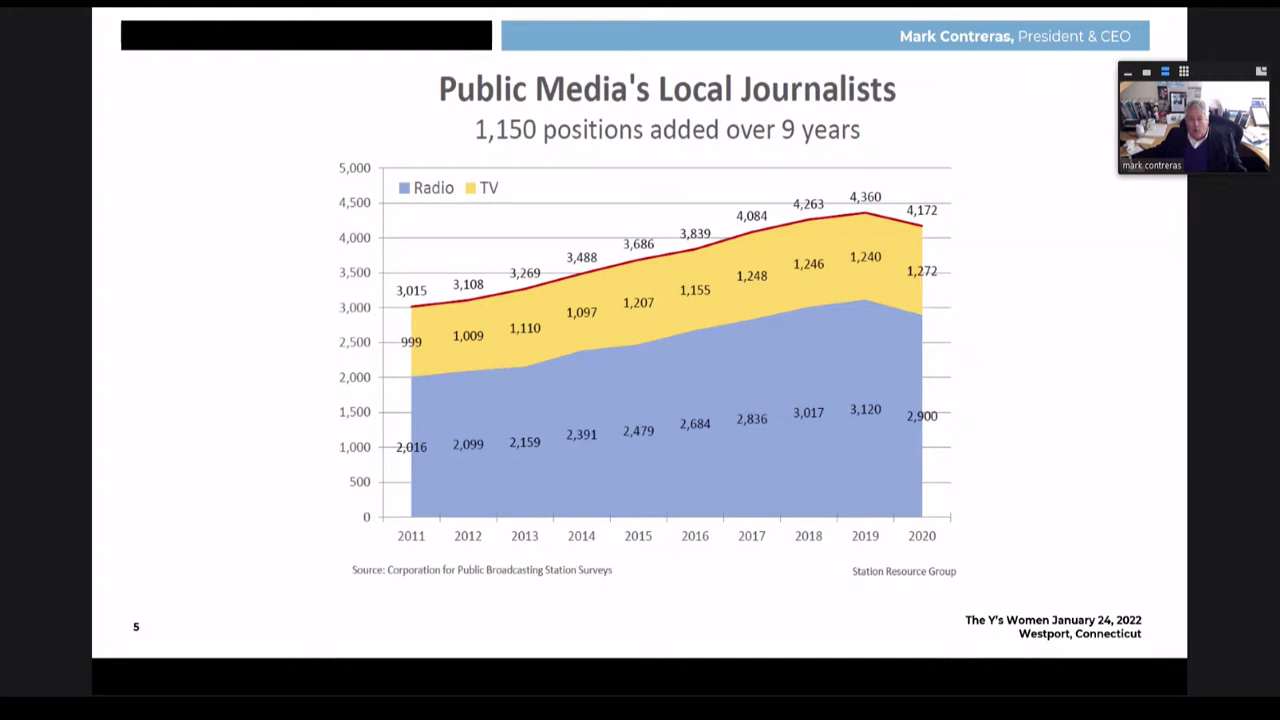 Mark Contreras, President & CEO
Public Media's Local Journalists
1,150 positions added over 9 years
mark contreras
5,000
Radio TV
4,500
4,000
3,500
3,000
2,500
2,000
1,500
1,000
500
0
3,015 3,108 3,269 3,488 3,686 3,839 4,084 4,263 4,360 4,172
999 1,009 1,110 1,097 1,207 1,155 1,248 1,246 1,240 1,272
2,016 2,099 2,159 2,391 2,479 2,684 2,836 3,017 3,120 2,900
2011 2012 2013 2014 2015 2016 2017 2018 2019 2020
Source: Corporation for Public Broadcasting Station Surveys
Station Resource Group
5
The Y's Women January 24, 2022
Westport, Connecticut